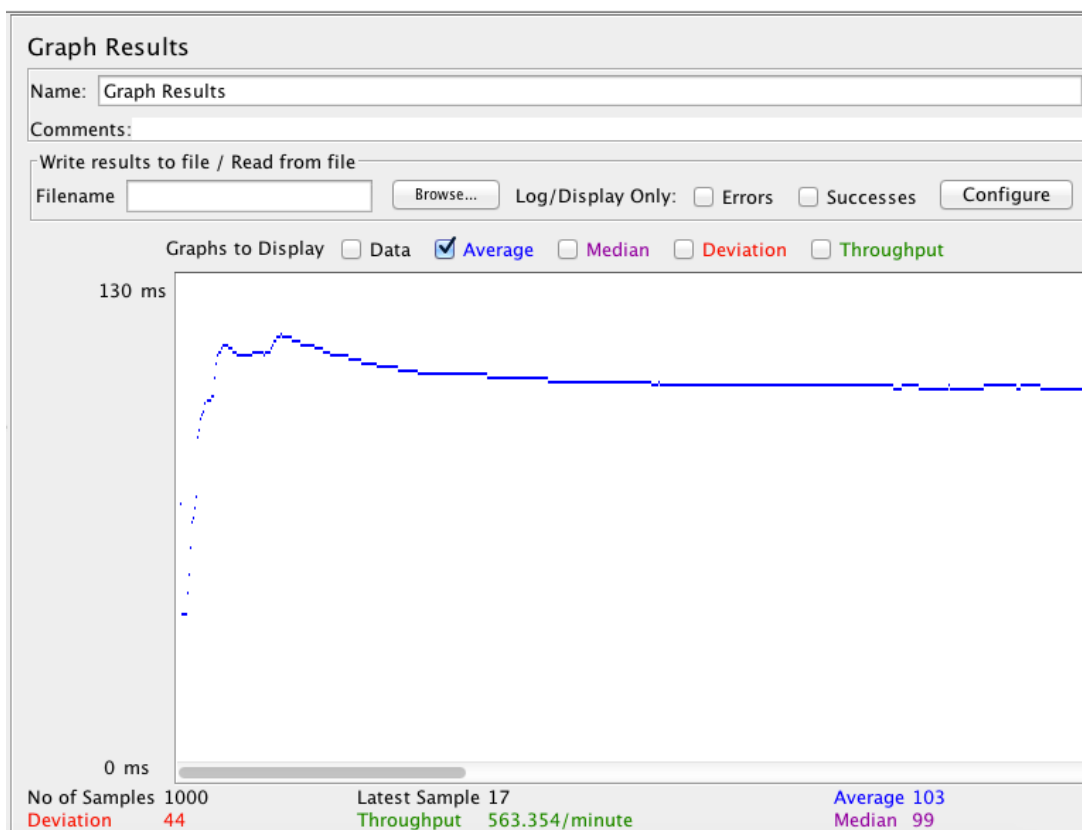 Graph Results
Name: Graph Results
Comments:
Write results to file / Read from file
Filename Browse... Log/Display Only: Errors Successes Configure
Graphs to Display Data Average Median Deviation Throughput
130 ms
0 ms
No of Samples 1000 Latest Sample 17 Average 103
Deviation 44 Throughput 563.354/minute Median 99